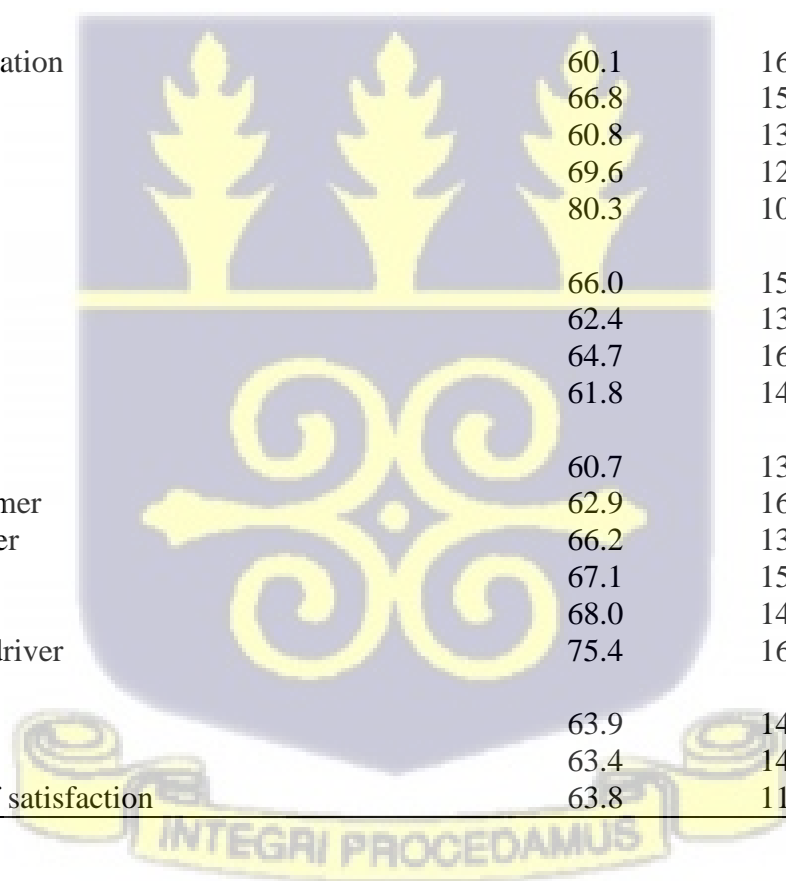 ation 60.1 16
66.8 15
60.8 13
69.6 12
80.3 10
66.0 15
62.4 13
64.7 16
61.8 14
60.7 13
mer 62.9 16
er 66.2 13
67.1 15
68.0 14
driver 75.4 16
63.9 14
63.4 14
satisfaction 63.8 11
INTEGRI PROCEDAMUS